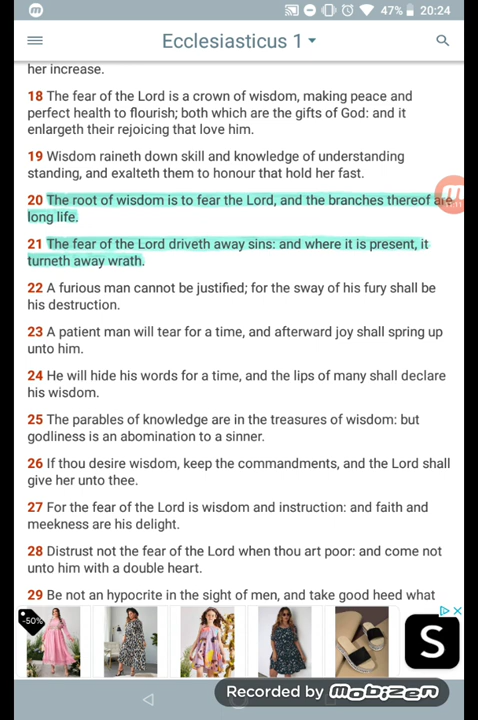 47% 20:24
Ecclesiasticus 1
her increase.
18 The fear of the Lord is a crown of wisdom, making peace and
perfect health to flourish; both which are the gifts of God: and it
enlargeth their rejoicing that love him.
19 Wisdom raineth down skill and knowledge of understanding
standing, and exalteth them to honour that hold her fast.
20 The root of wisdom is to fear the Lord, and the branches thereof are
long life.
21 The fear of the Lord driveth away sins: and where it is present, it
turneth away wrath.
22 A furious man cannot be justified; for the sway of his fury shall be
his destruction.
23 A patient man will tear for a time, and afterward joy shall spring up
unto him.
24 He will hide his words for a time, and the lips of many shall declare
his wisdom.
25 The parables of knowledge are in the treasures of wisdom: but
godliness is an abomination to a sinner.
26 If thou desire wisdom, keep the commandments, and the Lord shall
give her unto thee.
27 For the fear of the Lord is wisdom and instruction: and faith and
meekness are his delight.
28 Distrust not the fear of the Lord when thou art poor: and come not
unto him with a double heart.
29 Be not an hypocrite in the sight of men, and take good heed what
-50%
S
Recorded by mobizen